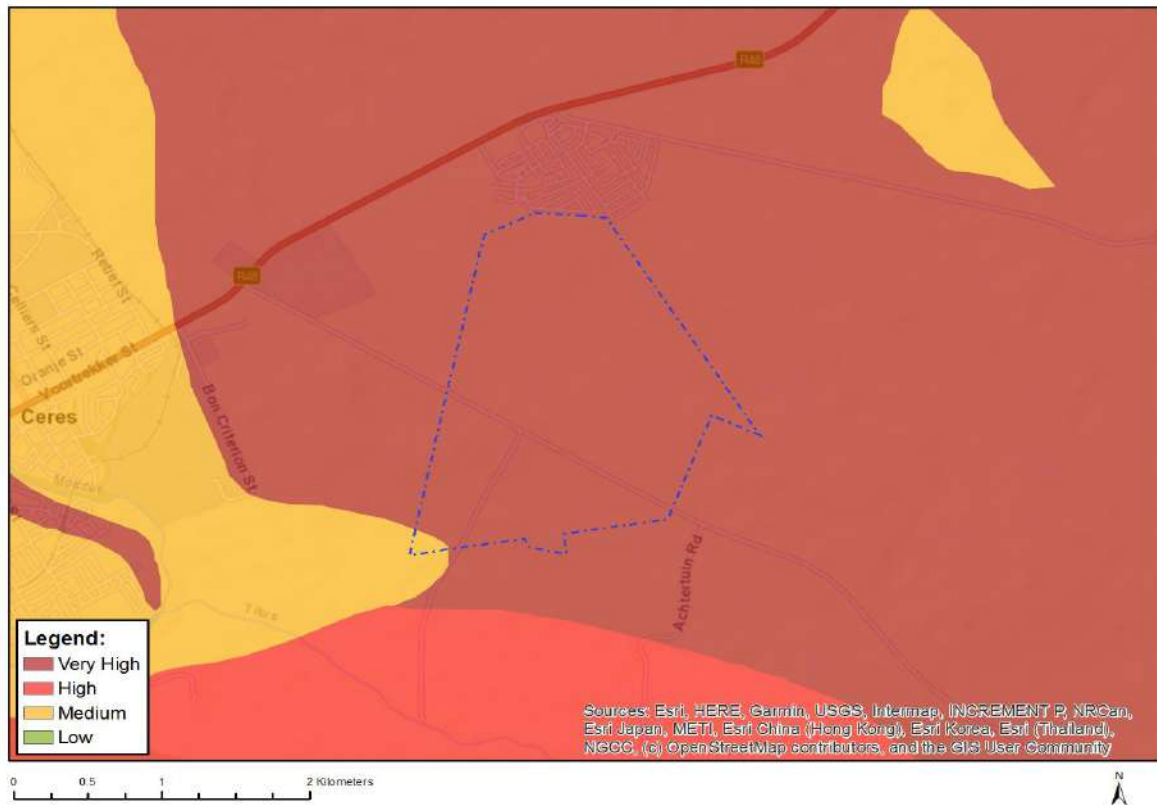 R46
R46
Retief St
Celliers St
Oranje St
Voortrekker St
Ceres
Bon Criterion St
Titus
Achtertuin Rd
Legend:
Very High
High
Medium
Low
Sources: Esri, HERE, Garmin, USGS, Intermap, INCREMENT P, NRCan,
Esri Japan, METI, Esri China (Hong Kong), Esri Korea, Esri (Thailand),
NGCC, (c) OpenStreetMap contributors, and the GIS User Community
0 0.5 1 2 Kilometers
N